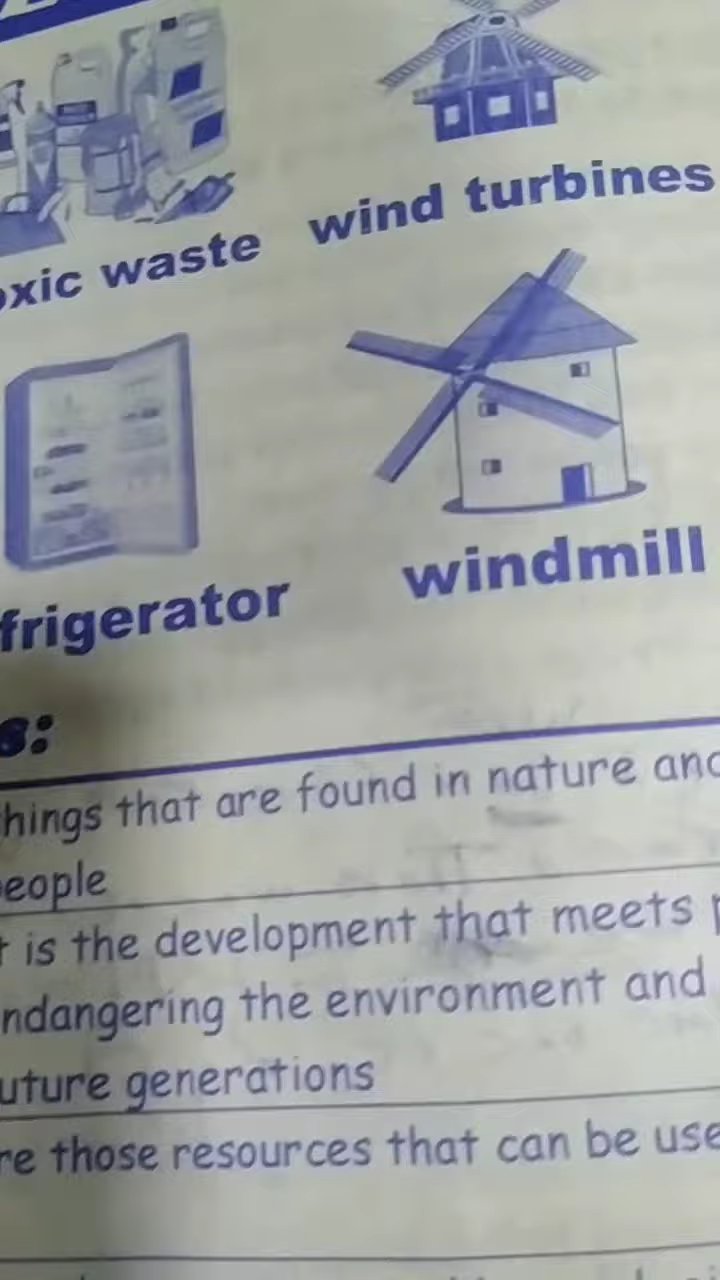 oxic waste
wind turbines
frigerator
windmill
s:
hings that are found in nature and
eople
t is the development that meets p
ndangering the environment and
uture generations
re those resources that can be use